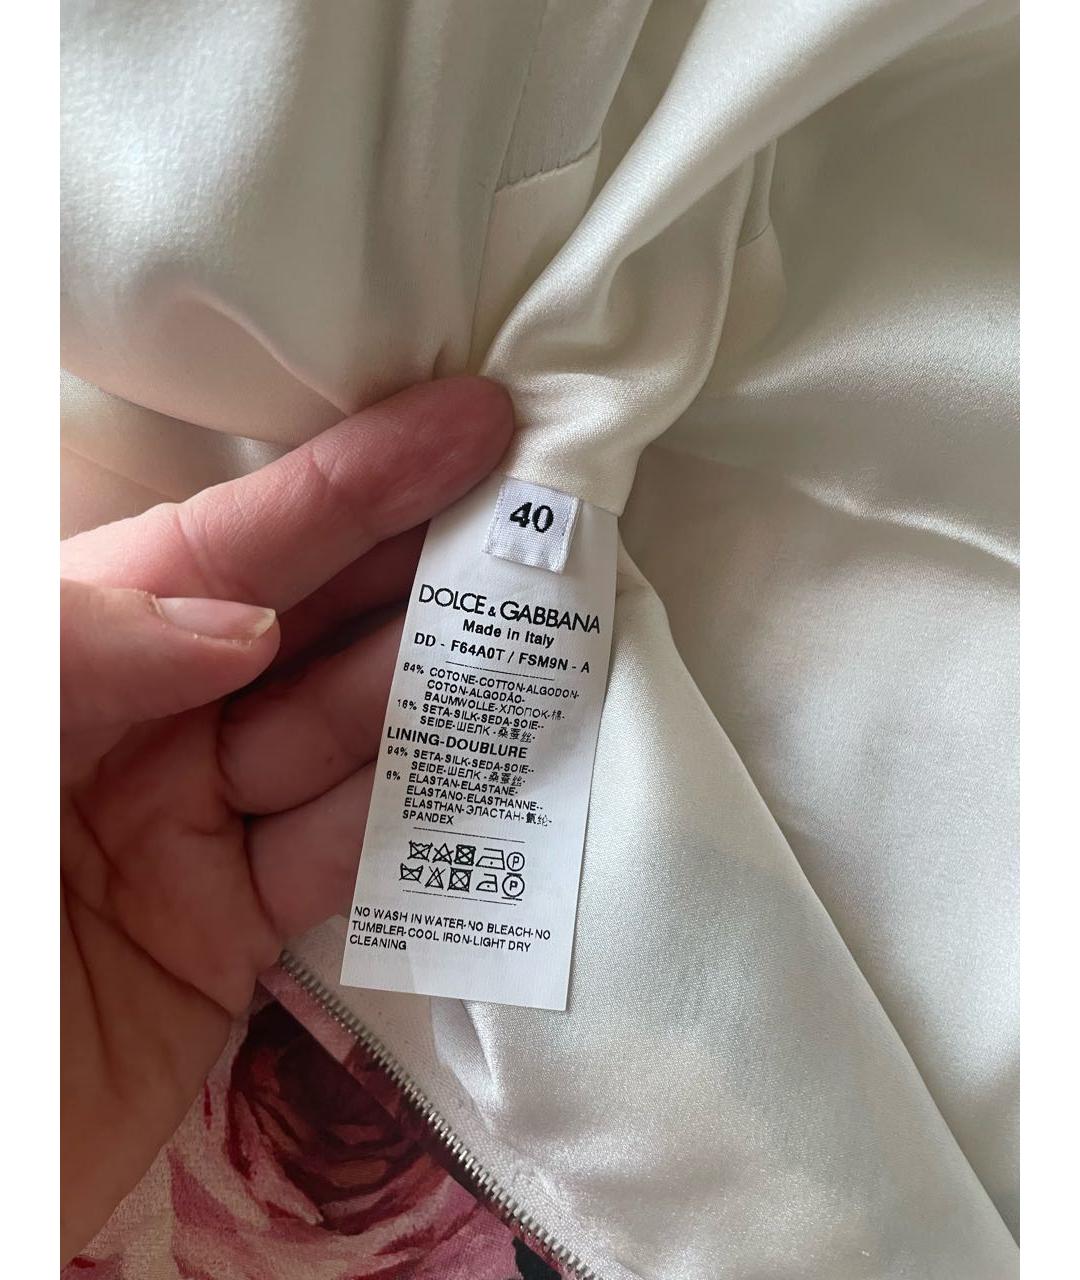 40
DOLCE & GABBANA
Made in Italy
DD - F64A0T / FSM9N - A
84% COTONE-COTTON-ALGODON-
COTON-ALGODÃO-
BAUMWOLLE-ХЛОПОК-棉-
16% SETA-SILK-SEDA-SOIE--
SEIDE-ШЕЛК-桑蚕丝-
LINING-DOUBLURE
94% SETA-SILK-SEDA-SOIE--
SEIDE-ШЕЛК-桑蚕丝-
6% ELASTAN-ELASTANE-
ELASTANO-ELASTHANNE--
ELASTHAN-ЭЛАСТАН-氨纶-
SPANDEX
P
P
NO WASH IN WATER-NO BLEACH-NO
TUMBLER-COOL IRON-LIGHT DRY
CLEANING